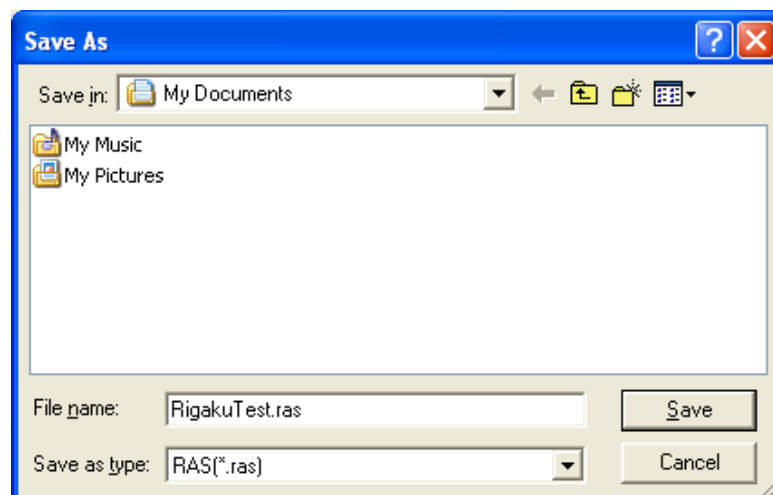 Save As
?
Save in: My Documents
My Music
My Pictures
File name: RigakuTest.ras Save
Save as type: RAS(*.ras) Cancel